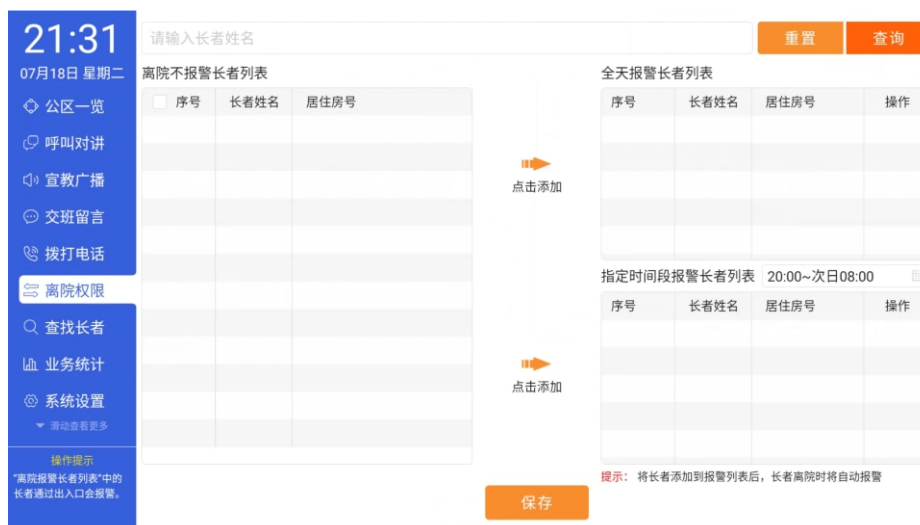 21:31
07月18日 星期二
公区一览
呼叫对讲
宣教广播
交班留言
拨打电话
离院权限
查找长者
业务统计
系统设置
滑动查看更多
操作提示
"离院报警长者列表"中的
长者通过出入口会报警。
请输入长者姓名
重置
查询
离院不报警长者列表
序号 长者姓名 居住房号
点击添加
点击添加
全天报警长者列表
序号 长者姓名 居住房号 操作
指定时间段报警长者列表 20:00~次日08:00
序号 长者姓名 居住房号 操作
提示： 将长者添加到报警列表后，长者离院时将自动报警
保存